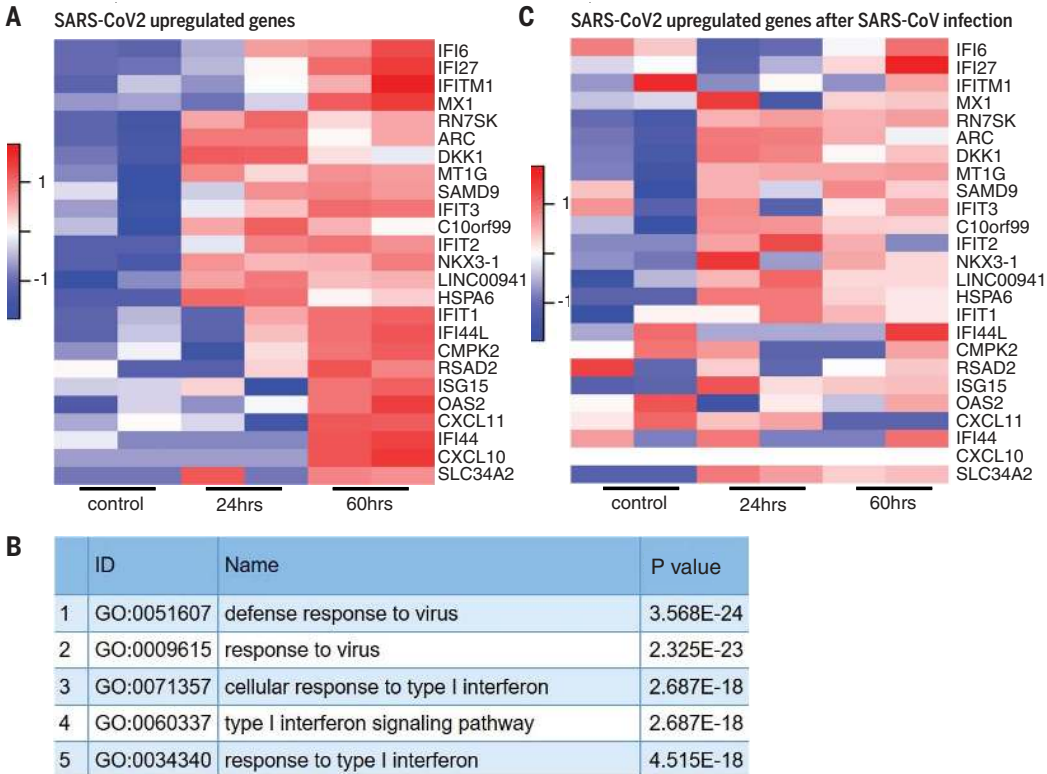 A
SARS-CoV2 upregulated genes
1
-1
IFI6
IFI27
IFITM1
MX1
RN7SK
ARC
DKK1
MT1G
SAMD9
IFIT3
C10orf99
IFIT2
NKX3-1
LINC00941
HSPA6
IFIT1
IFI44L
CMPK2
RSAD2
ISG15
OAS2
CXCL11
IFI44
CXCL10
SLC34A2
control 24hrs 60hrs
C
SARS-CoV2 upregulated genes after SARS-CoV infection
1
-1
IFI6
IFI27
IFITM1
MX1
RN7SK
ARC
DKK1
MT1G
SAMD9
IFIT3
C10orf99
IFIT2
NKX3-1
LINC00941
HSPA6
IFIT1
IFI44L
CMPK2
RSAD2
ISG15
OAS2
CXCL11
IFI44
CXCL10
SLC34A2
control 24hrs 60hrs
B
ID Name P value
1 GO:0051607 defense response to virus 3.568E-24
2 GO:0009615 response to virus 2.325E-23
3 GO:0071357 cellular response to type I interferon 2.687E-18
4 GO:0060337 type I interferon signaling pathway 2.687E-18
5 GO:0034340 response to type I interferon 4.515E-18